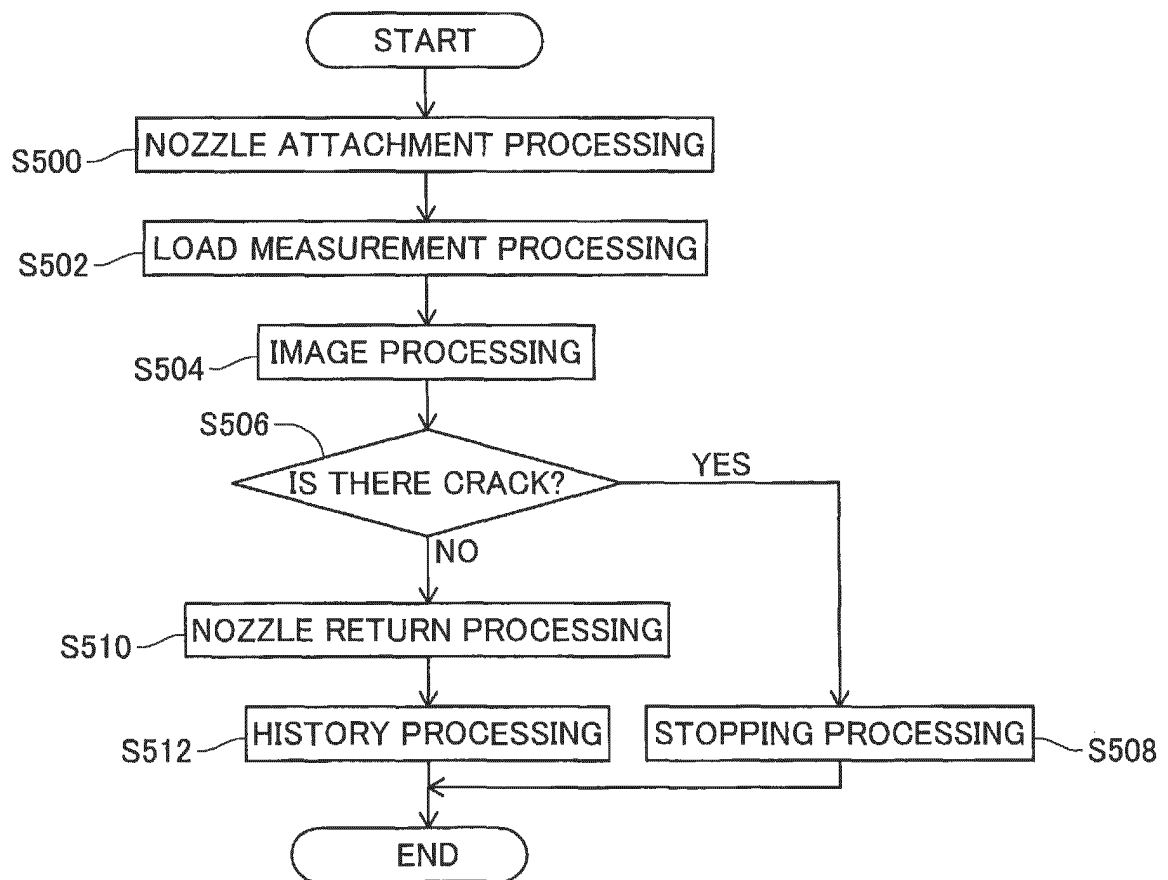 START
NOZZLE ATTACHMENT PROCESSING
S500
LOAD MEASUREMENT PROCESSING
S502
IMAGE PROCESSING
S504
S506
IS THERE CRACK?
YES
NO
NOZZLE RETURN PROCESSING
S510
HISTORY PROCESSING
S512
STOPPING PROCESSING
S508
END